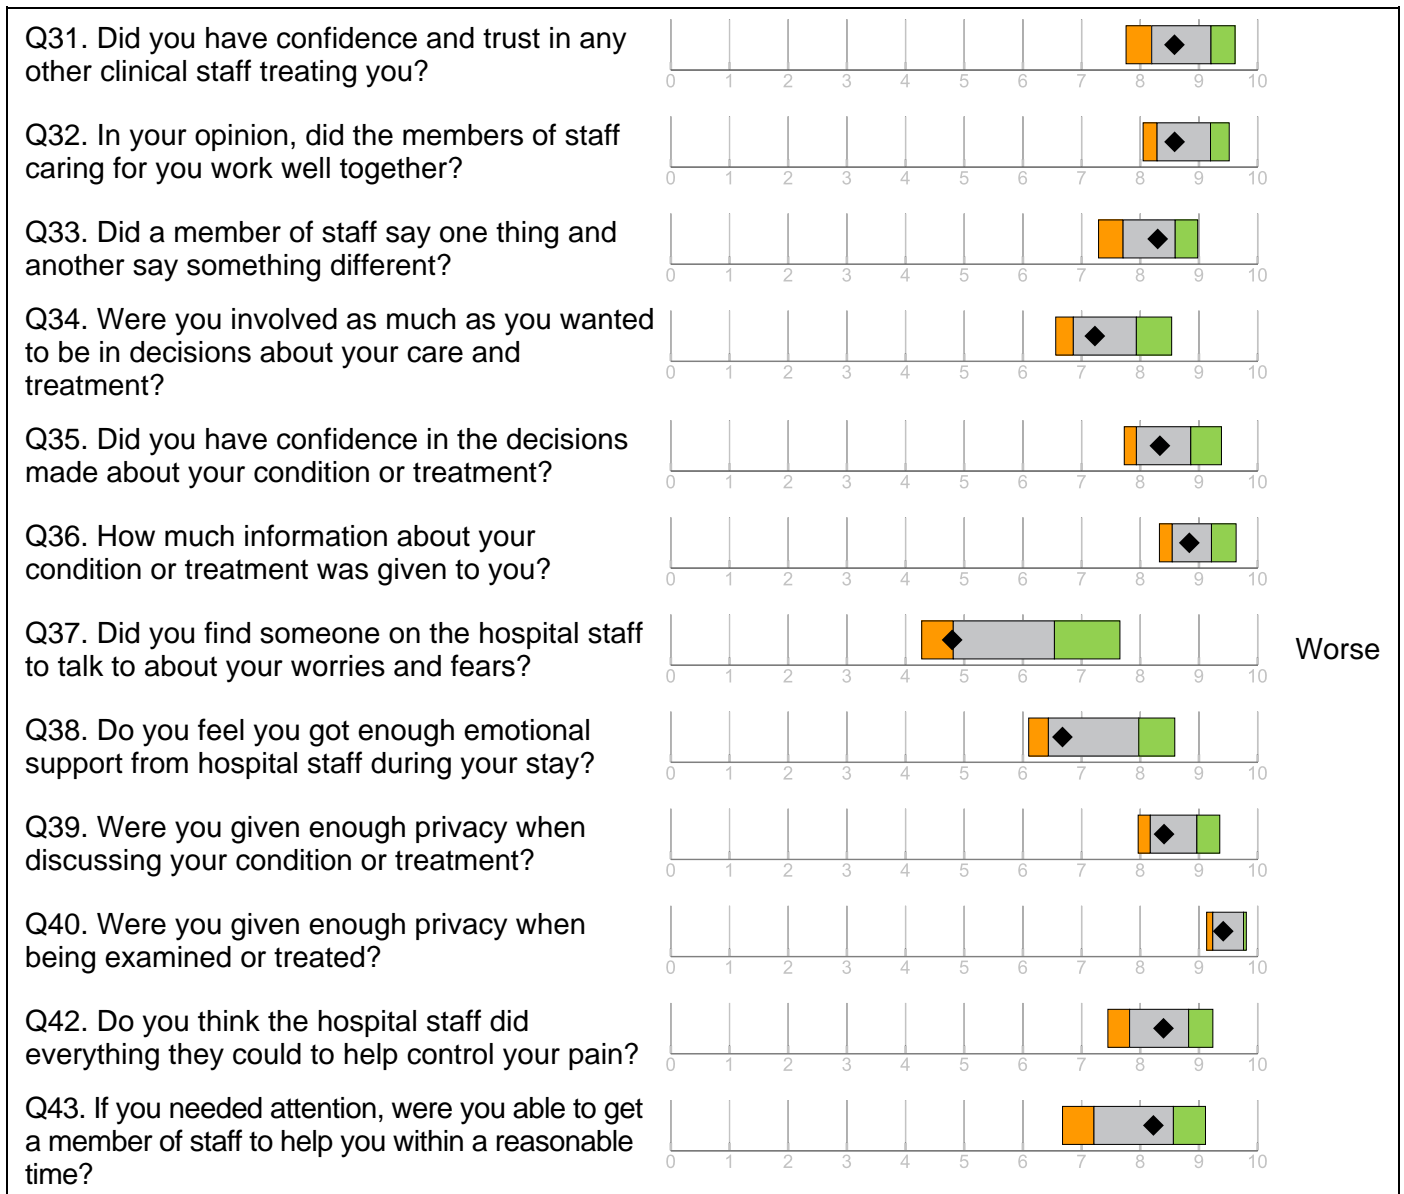 Q31. Did you have confidence and trust in any
other clinical staff treating you?
0 1 2 3 4 5 6 7 8 9 10
Q32. In your opinion, did the members of staff
caring for you work well together?
0 1 2 3 4 5 6 7 8 9 10
Q33. Did a member of staff say one thing and
another say something different?
0 1 2 3 4 5 6 7 8 9 10
Q34. Were you involved as much as you wanted
to be in decisions about your care and
treatment?
0 1 2 3 4 5 6 7 8 9 10
Q35. Did you have confidence in the decisions
made about your condition or treatment?
0 1 2 3 4 5 6 7 8 9 10
Q36. How much information about your
condition or treatment was given to you?
0 1 2 3 4 5 6 7 8 9 10
Q37. Did you find someone on the hospital staff
to talk to about your worries and fears?
0 1 2 3 4 5 6 7 8 9 10
Worse
Q38. Do you feel you got enough emotional
support from hospital staff during your stay?
0 1 2 3 4 5 6 7 8 9 10
Q39. Were you given enough privacy when
discussing your condition or treatment?
0 1 2 3 4 5 6 7 8 9 10
Q40. Were you given enough privacy when
being examined or treated?
0 1 2 3 4 5 6 7 8 9 10
Q42. Do you think the hospital staff did
everything they could to help control your pain?
0 1 2 3 4 5 6 7 8 9 10
Q43. If you needed attention, were you able to get
a member of staff to help you within a reasonable
time?
0 1 2 3 4 5 6 7 8 9 10